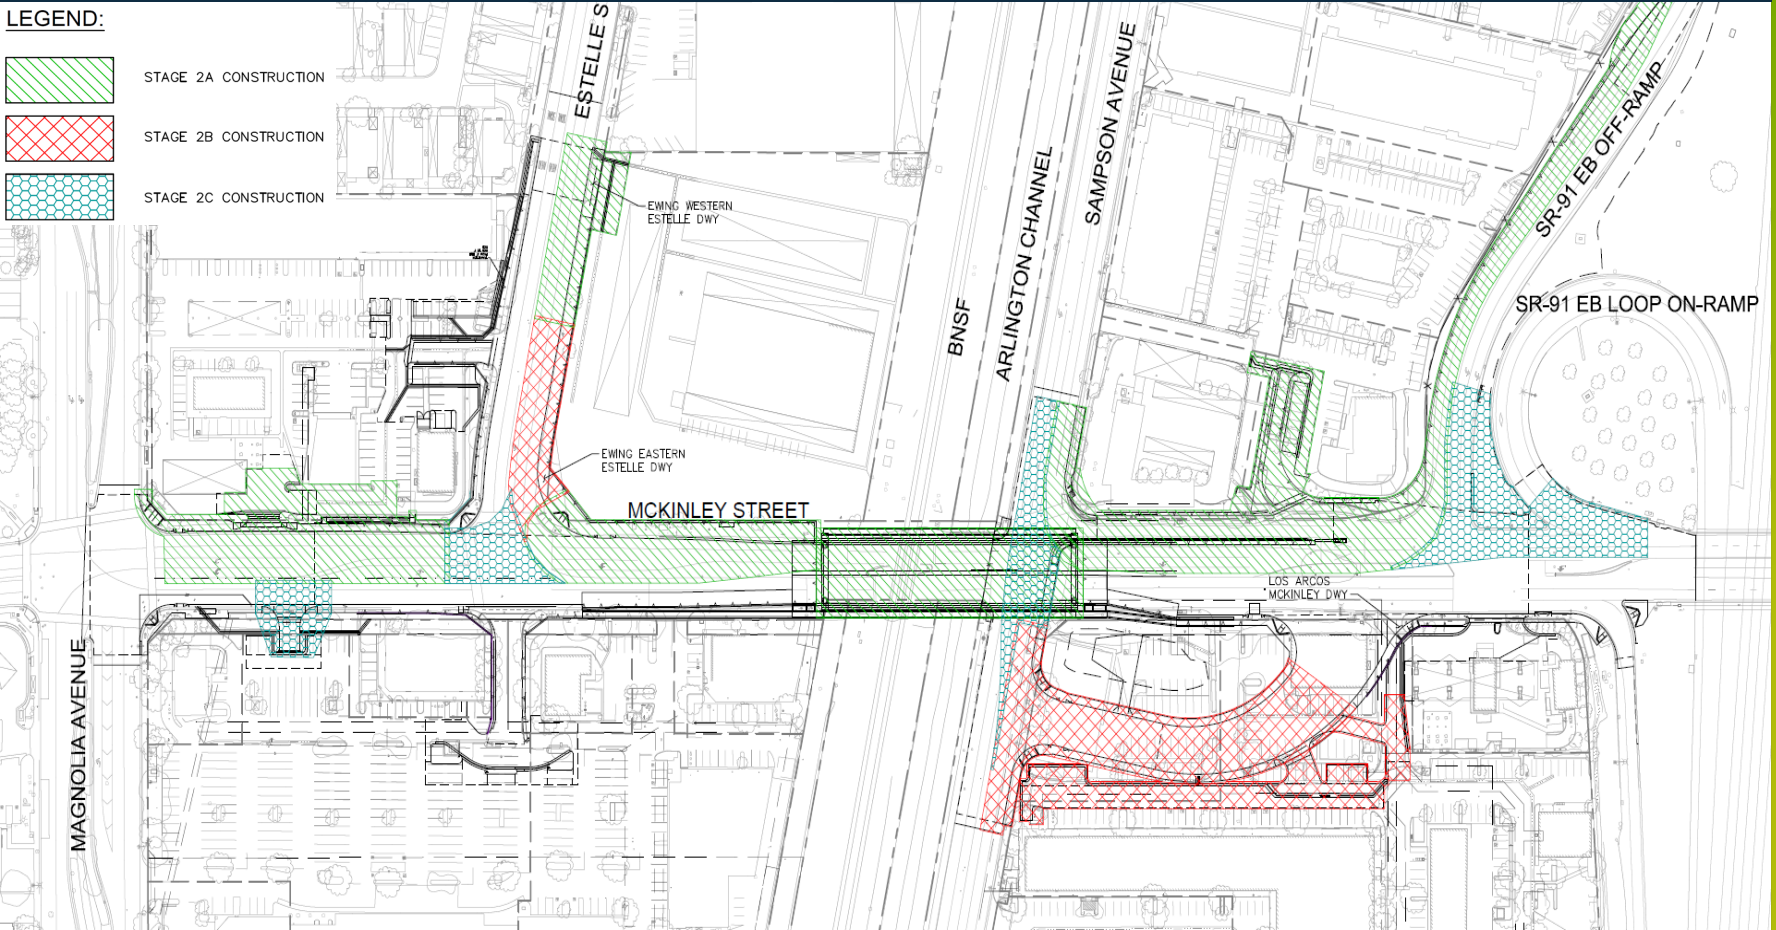 LEGEND:
STAGE 2A CONSTRUCTION
STAGE 2B CONSTRUCTION
STAGE 2C CONSTRUCTION
ESTELLE S
EWING WESTERN
ESTELLE DWY
EWING EASTERN
ESTELLE DWY
MCKINLEY STREET
BNSF
ARLINGTON CHANNEL
SAMPSON AVENUE
SR-91 EB OFF-RAMP
SR-91 EB LOOP ON-RAMP
LOS ARCOS
MCKINLEY DWY
MAGNOLIA AVENUE